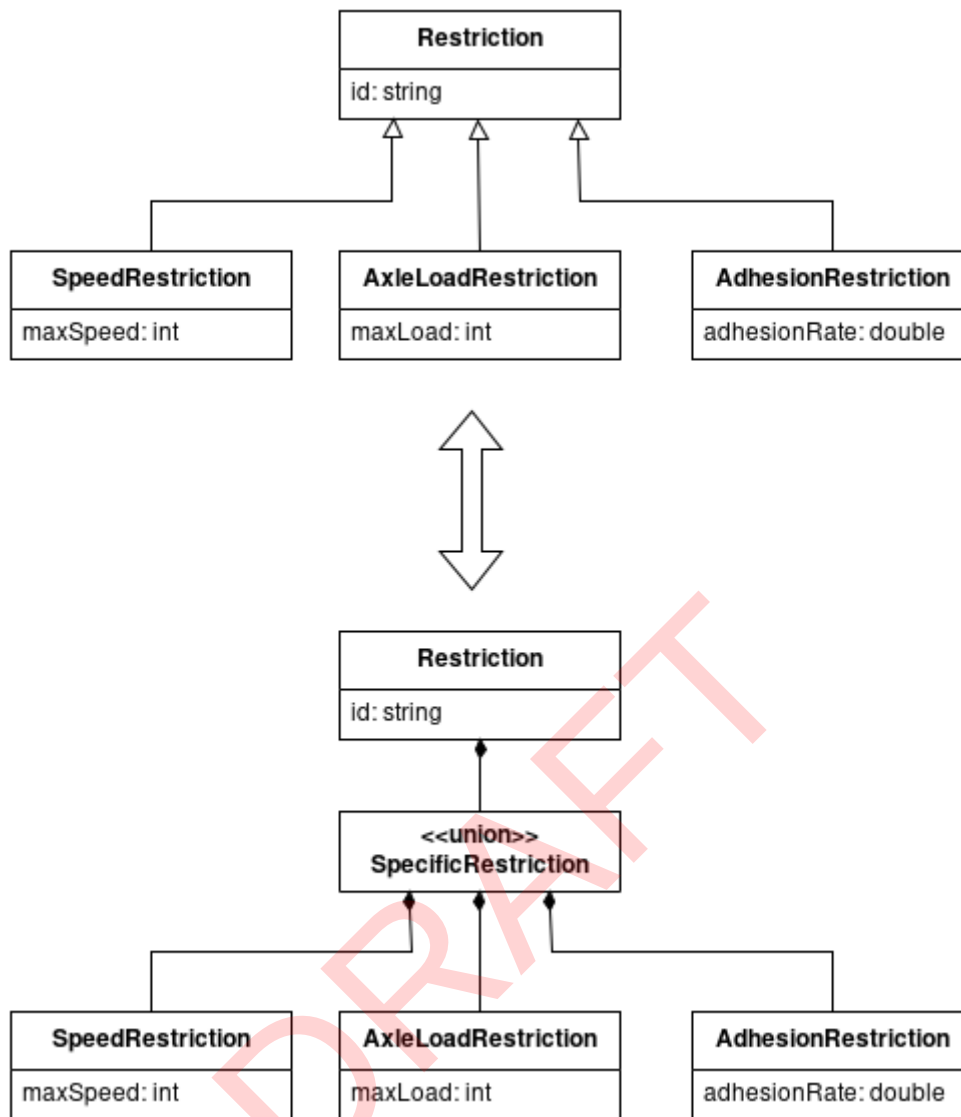 Restriction
id: string
SpeedRestriction
maxSpeed: int
AxleLoadRestriction
maxLoad: int
AdhesionRestriction
adhesionRate: double
Restriction
id: string
<<union>>
SpecificRestriction
SpeedRestriction
maxSpeed: int
AxleLoadRestriction
maxLoad: int
AdhesionRestriction
adhesionRate: double
DRAFT